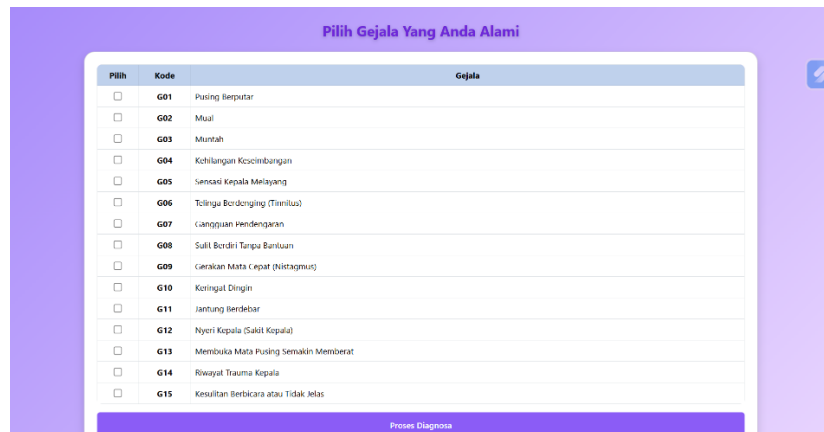 Pilih Gejala Yang Anda Alami
Pilih Kode Gejala
G01 Pusing Berputar
G02 Mual
G03 Muntah
G04 Kehilangan Keseimbangan
G05 Sensasi Kepala Melayang
G06 Telinga Berdenging (Tinnitus)
G07 Gangguan Pendengaran
G08 Sulit Berdiri Tanpa Bantuan
G09 Gerakan Mata Cepat (Nistagmus)
G10 Keringat Dingin
G11 Jantung Berdebar
G12 Nyeri Kepala (Sakit Kepala)
G13 Membuka Mata Pusing Semakin Memberat
G14 Riwayat Trauma Kepala
G15 Kesulitan Berbicara atau Tidak Jelas
Proses Diagnosa